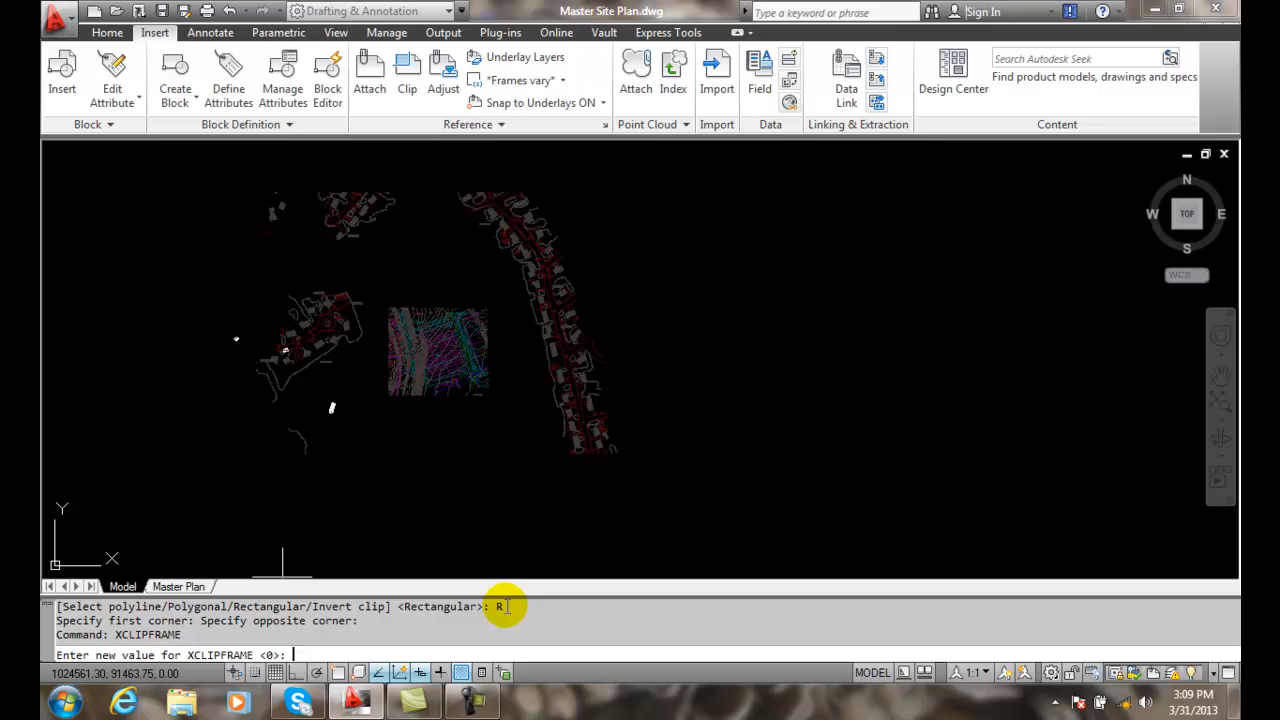 Drafting & Annotation
Master Site Plan.dwg
Type a keyword or phrase
Sign In
Home Insert Annotate Parametric View Manage Output Plug-ins Online Vault Express Tools
Insert
Edit Attribute
Create Block
Define Attributes
Manage Attributes
Block Editor
Attach
Clip
Adjust
Underlay Layers
*Frames vary*
Snap to Underlays ON
Attach
Index
Import
Field
Data Link
Design Center
Search Autodesk Seek
Find product models, drawings and specs
Block
Block Definition
Reference
Point Cloud
Import
Data
Linking & Extraction
Content
N
W TOP E
S
WCS
Y
X
Model Master Plan
[Select polyline/Polygonal/Rectangular/Invert clip] <Rectangular>: R
Specify first corner: Specify opposite corner:
Command: XCLIPFRAME
Enter new value for XCLIPFRAME <0>:
1024561.30, 91463.75, 0.00
MODEL
1:1
3:09 PM
3/31/2013